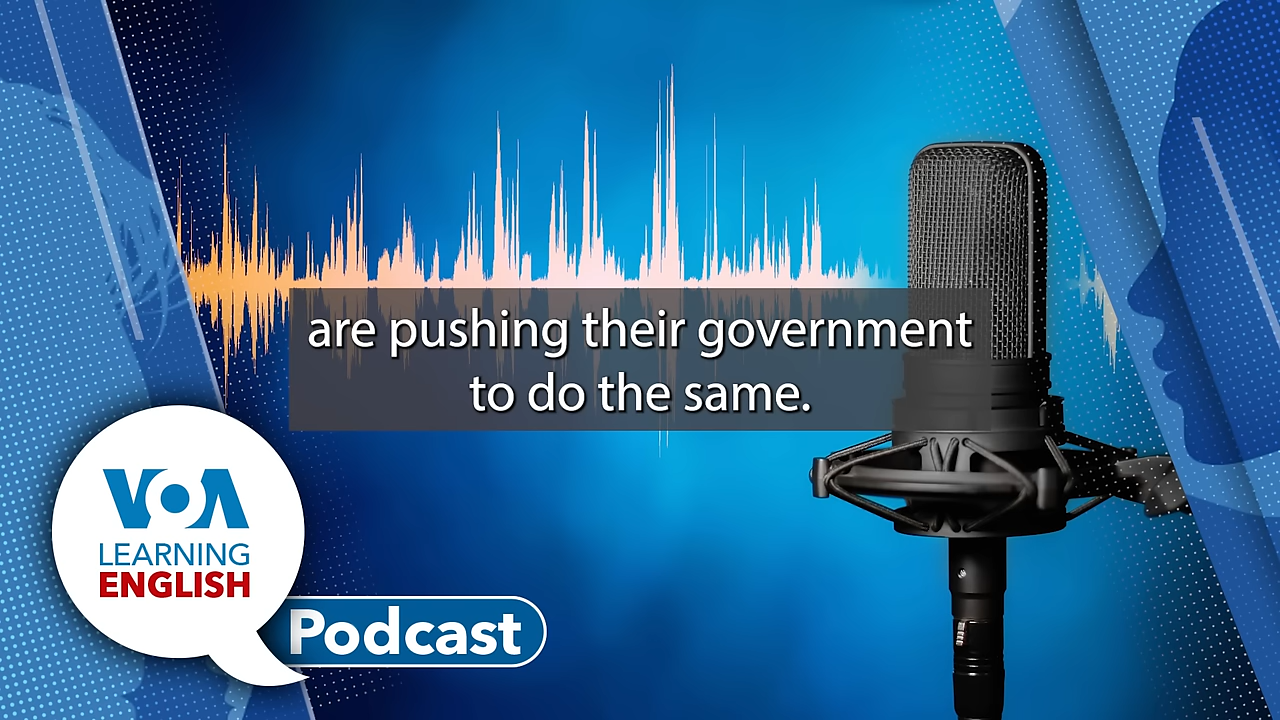 are pushing their government
to do the same.
VOA
LEARNING
ENGLISH
Podcast